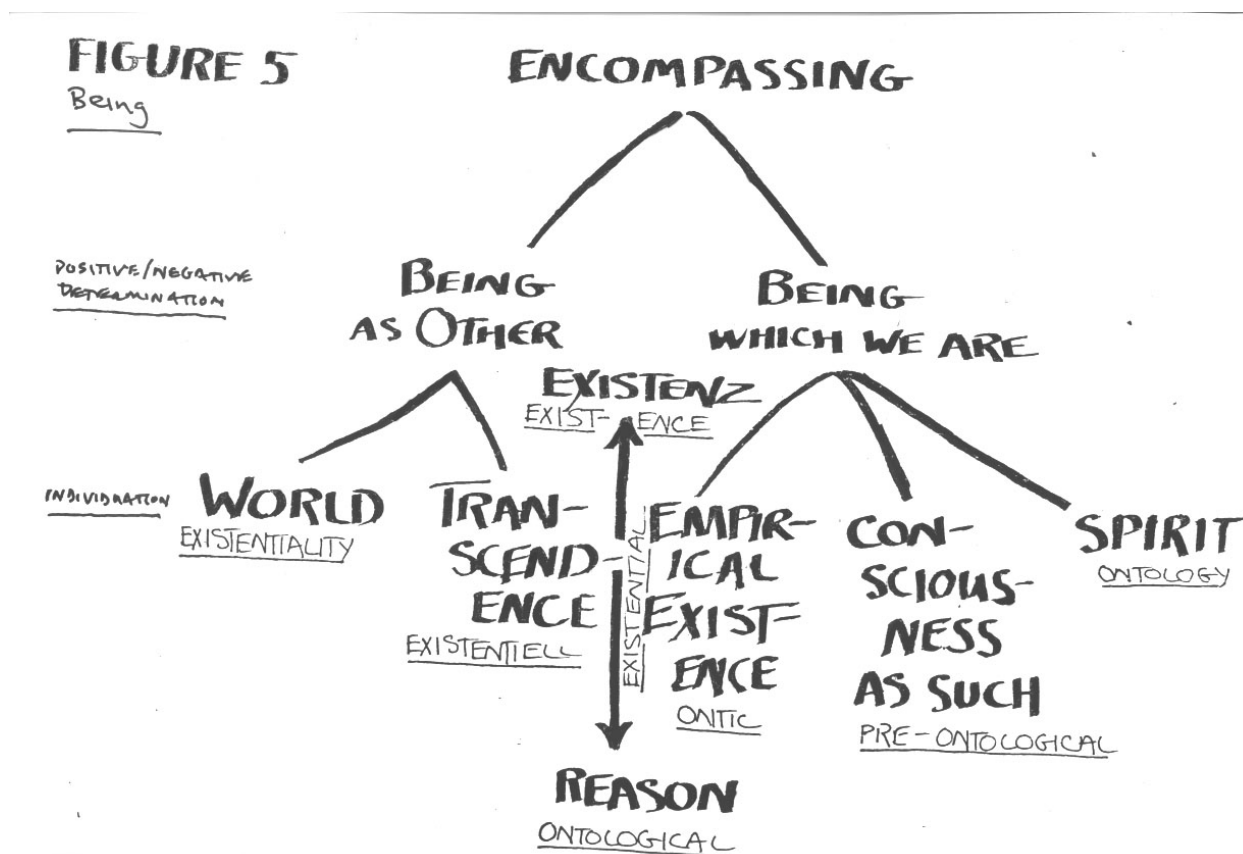 FIGURE 5
Being
ENCOMPASSING
POSITIVE/NEGATIVE
DETERMINATION
BEING
AS OTHER
BEING
WHICH WE ARE
EXISTENZ
EXIST-ENCE
INDIVIDUATION
WORLD
EXISTENTIALITY
TRAN-
SCEND-
ENCE
EXISTENTIELL
EXISTENTIAL
EMPIR-
ICAL
EXIST-
ENCE
ONTIC
CON-
SCIOUS-
NESS
AS SUCH
PRE-ONTOLOGICAL
SPIRIT
ONTOLOGY
REASON
ONTOLOGICAL